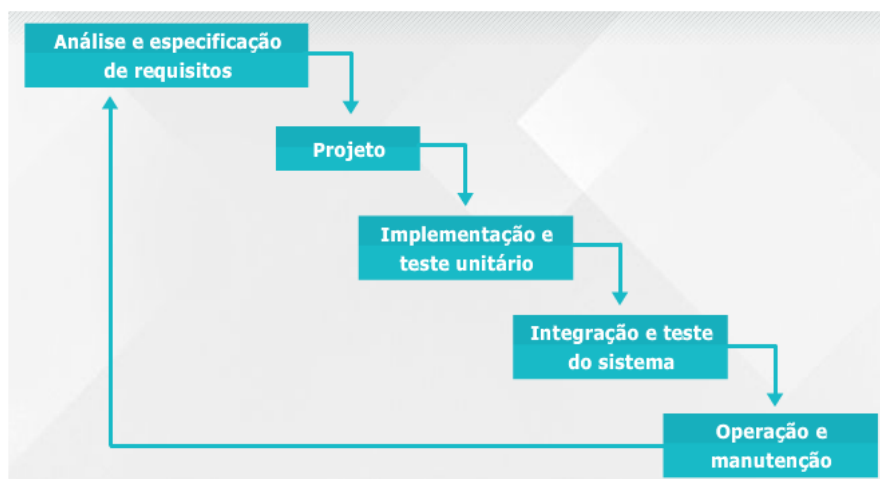 Análise e especificação
de requisitos
Projeto
Implementação e
teste unitário
Integração e teste
do sistema
Operação e
manutenção